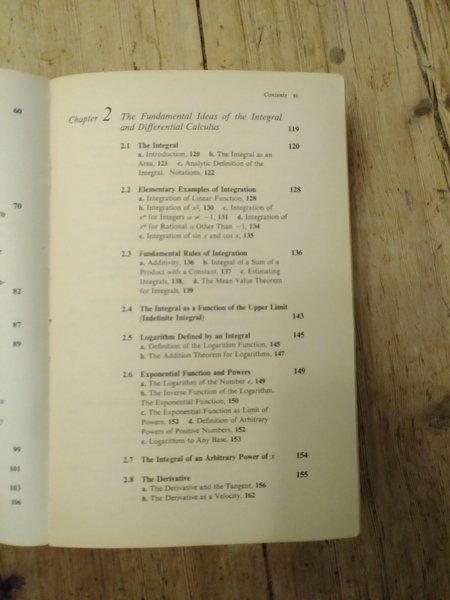 60
70
82
87
89
99
101
103
106
Contents xi
Chapter 2 The Fundamental Ideas of the Integral
and Differential Calculus 119
2.1 The Integral 120
a. Introduction, 120 b. The Integral as an
Area, 121 c. Analytic Definition of the
Integral. Notations, 122
2.2 Elementary Examples of Integration 128
a. Integration of Linear Function, 128
b. Integration of x², 130 c. Integration of
xᵅ for Integers α ≠ −1, 131 d. Integration of
xᵅ for Rational α Other Than −1, 134
e. Integration of sin x and cos x, 135
2.3 Fundamental Rules of Integration 136
a. Additivity, 136 b. Integral of a Sum of a
Product with a Constant, 137 c. Estimating
Integrals, 138, d. The Mean Value Theorem
for Integrals, 139
2.4 The Integral as a Function of the Upper Limit
(Indefinite Integral) 143
2.5 Logarithm Defined by an Integral 145
a. Definition of the Logarithm Function, 145
b. The Addition Theorem for Logarithms, 147
2.6 Exponential Function and Powers 149
a. The Logarithm of the Number e, 149
b. The Inverse Function of the Logarithm.
The Exponential Function, 150
c. The Exponential Function as Limit of
Powers, 152 d. Definition of Arbitrary
Powers of Positive Numbers, 152
e. Logarithms to Any Base, 153
2.7 The Integral of an Arbitrary Power of x 154
2.8 The Derivative 155
a. The Derivative and the Tangent, 156
b. The Derivative as a Velocity, 162